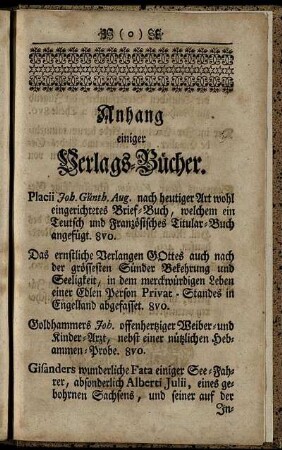 (o)
Anhang
einiger
Verlags-Bücher.
Placii Joh. Günth. Aug. nach heutiger Art wohl
eingerichtetes Brief-Buch, welchem ein
Teutsch und Französisches Titular-Buch
angefügt. 8vo.
Das ernstliche Verlangen GOttes auch nach
der grössesten Sünder Bekehrung und
Seeligkeit, in dem merckwürdigen Leben
einer Edlen Person Privat-Standes in
Engelland abgefasset. 8vo.
Goldhammers Joh. offenhertziger Weiber- und
Kinder-Artzt, nebst einer nützlichen Heb-
ammen-Probe. 8vo.
Gisanders wunderliche Fata einiger See-Fah-
rer, absonderlich Alberti Julii, eines ge-
bohrnen Sachsens, und seiner auf der
In-